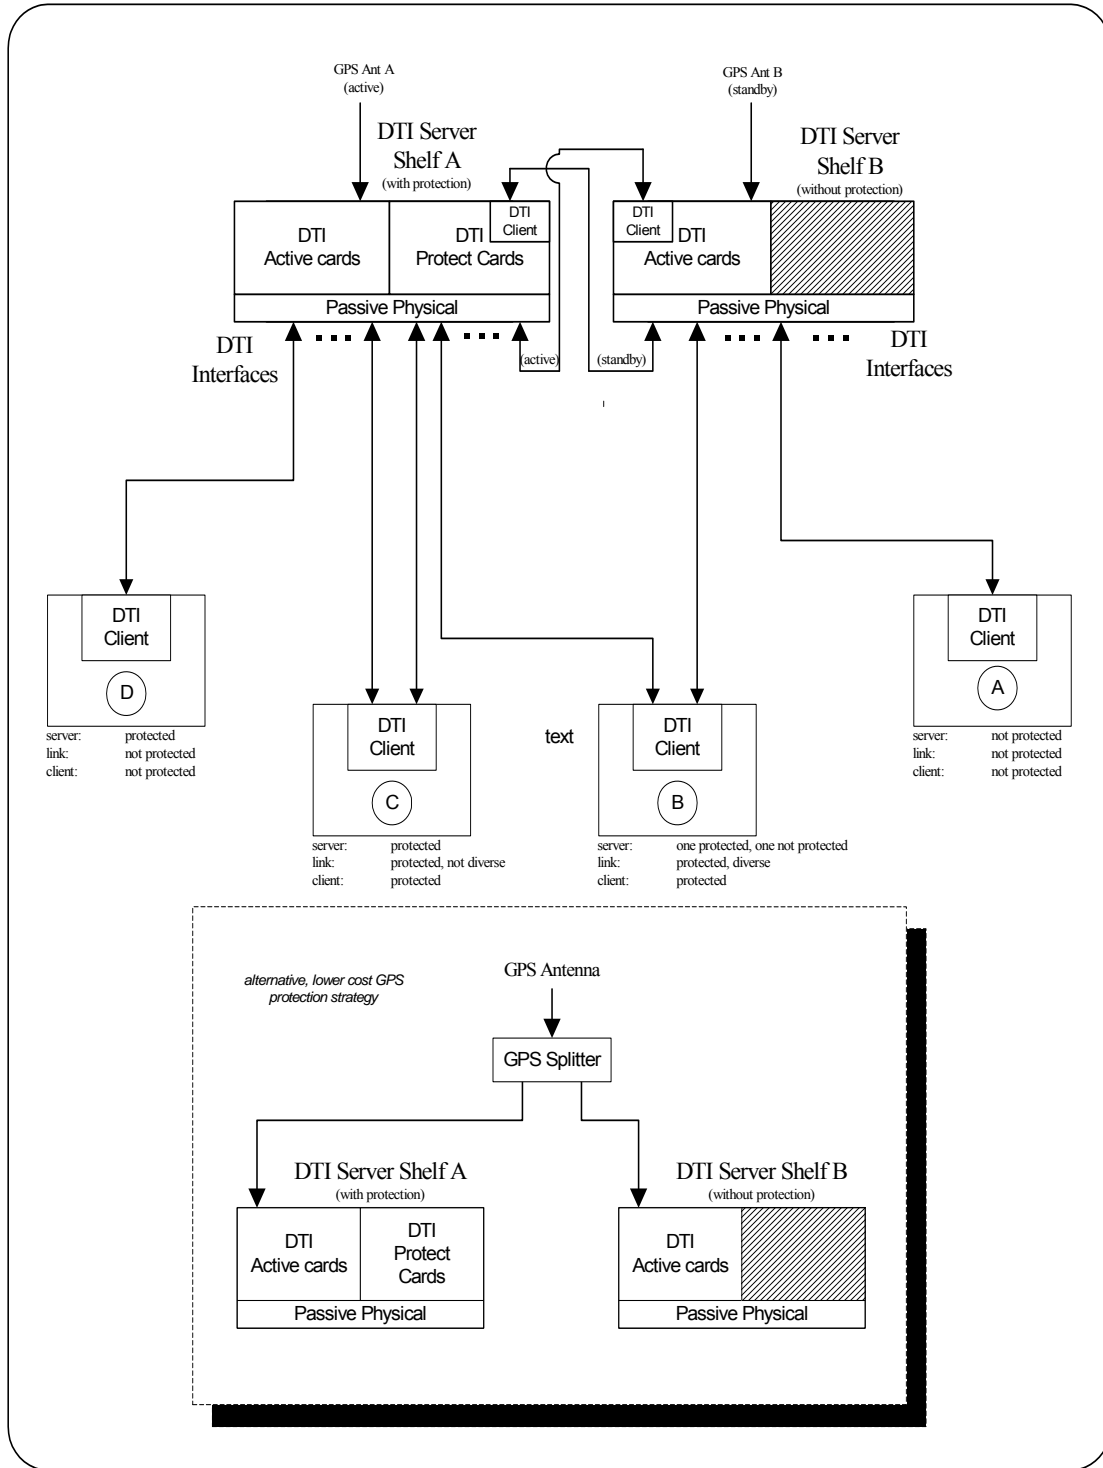 GPS Ant A
(active)
GPS Ant B
(standby)
DTI Server
Shelf A
(with protection)
DTI Server
Shelf B
(without protection)
DTI
Active cards
DTI
Protect Cards
DTI
Client
DTI
Client
DTI
Active cards
Passive Physical
Passive Physical
DTI
Interfaces
(active)
(standby)
DTI
Interfaces
DTI
Client
D
server: protected
link: not protected
client: not protected
DTI
Client
A
server: not protected
link: not protected
client: not protected
DTI
Client
C
server: protected
link: protected, not diverse
client: protected
text
DTI
Client
B
server: one protected, one not protected
link: protected, diverse
client: protected
alternative, lower cost GPS
protection strategy
GPS Antenna
GPS Splitter
DTI Server Shelf A
(with protection)
DTI Server Shelf B
(without protection)
DTI
Active cards
DTI
Protect
Cards
Passive Physical
DTI
Active cards
Passive Physical